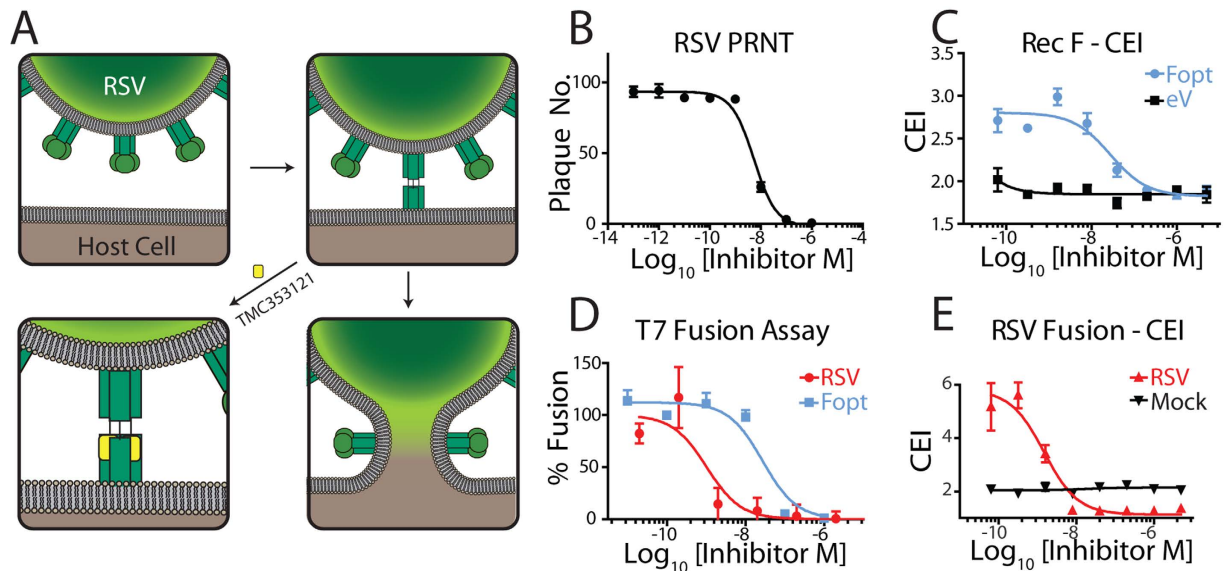 A
RSV
Host Cell
TMC353121
B
RSV PRNT
Plaque No.
100
50
0
-14 -12 -10 -8 -6 -4
Log10 [Inhibitor M]
C
Rec F - CEI
Fopt
eV
CEI
3.0
2.5
2.0
1.5
-10 -8 -6
Log10 [Inhibitor M]
D
T7 Fusion Assay
RSV
Fopt
% Fusion
150
100
50
0
-10 -8 -6
Log10 [Inhibitor M]
E
RSV Fusion - CEI
RSV
Mock
CEI
6
4
2
-10 -8 -6
Log10 [Inhibitor M]